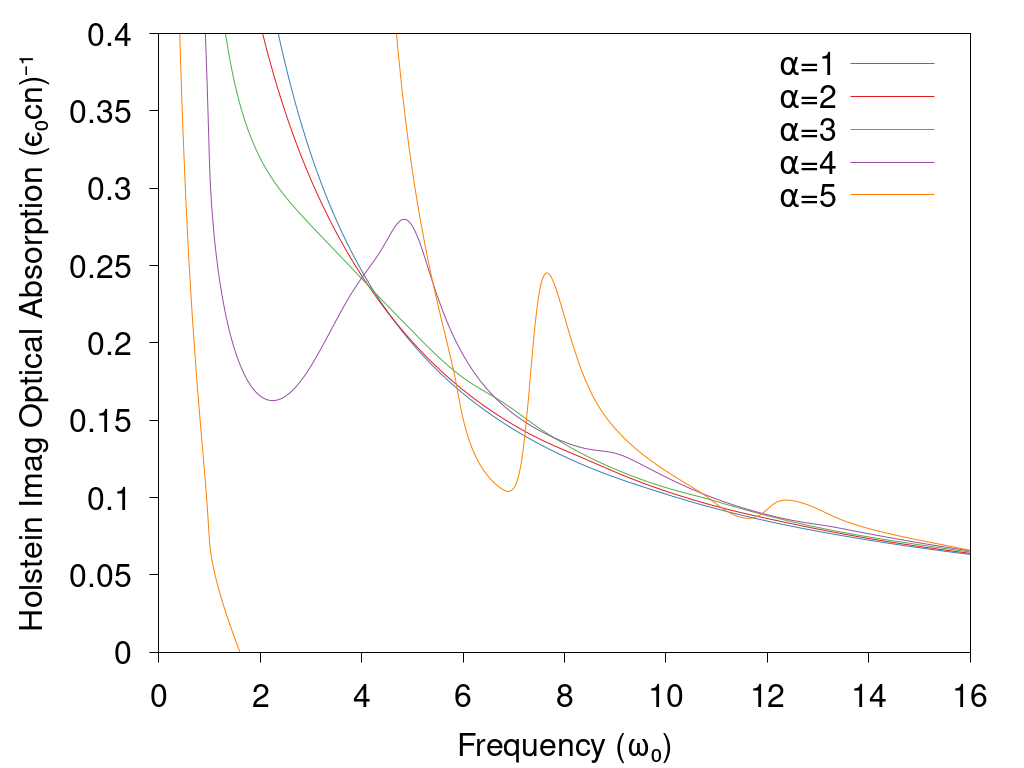 Holstein Imag Optical Absorption (ϵ₀cn)⁻¹
0.4
0.35
0.3
0.25
0.2
0.15
0.1
0.05
0
α=1
α=2
α=3
α=4
α=5
0 2 4 6 8 10 12 14 16
Frequency (ω₀)